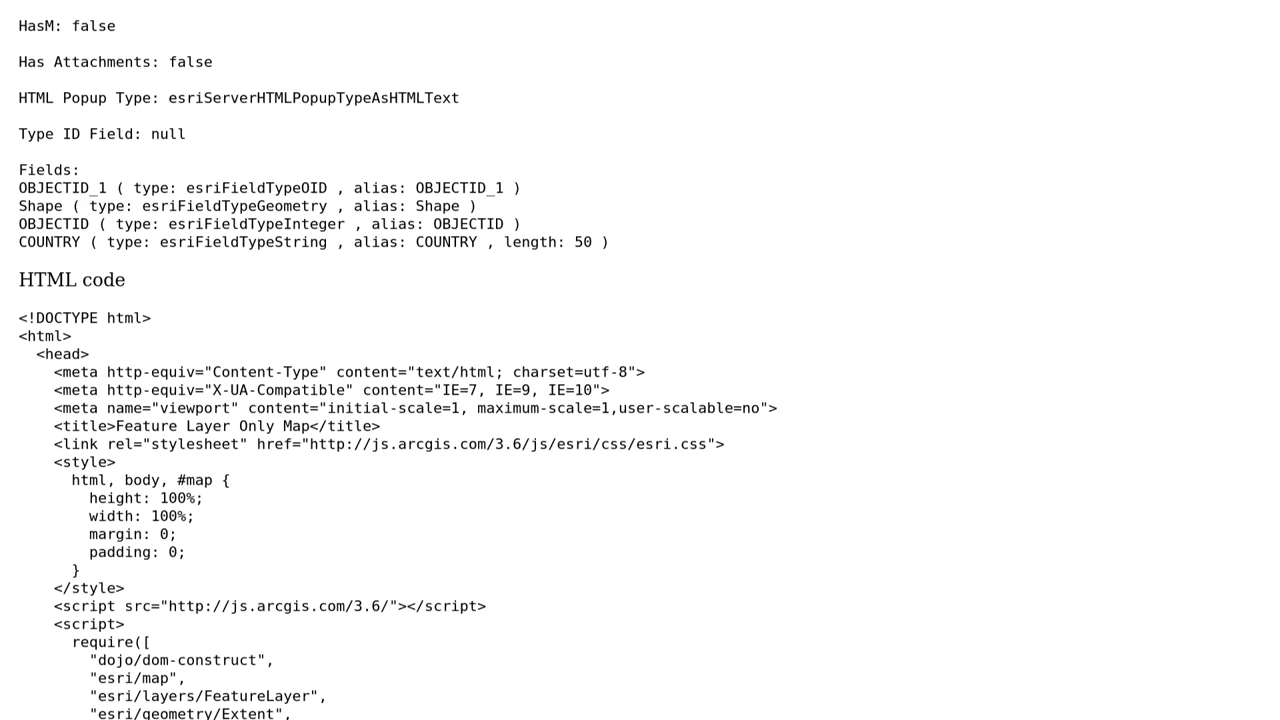 HasM: false
Has Attachments: false
HTML Popup Type: esriServerHTMLPopupTypeAsHTMLText
Type ID Field: null
Fields:
OBJECTID_1 ( type: esriFieldTypeOID , alias: OBJECTID_1 )
Shape ( type: esriFieldTypeGeometry , alias: Shape )
OBJECTID ( type: esriFieldTypeInteger , alias: OBJECTID )
COUNTRY ( type: esriFieldTypeString , alias: COUNTRY , length: 50 )
HTML code
<!DOCTYPE html>
<html>
  <head>
    <meta http-equiv="Content-Type" content="text/html; charset=utf-8">
    <meta http-equiv="X-UA-Compatible" content="IE=7, IE=9, IE=10">
    <meta name="viewport" content="initial-scale=1, maximum-scale=1,user-scalable=no">
    <title>Feature Layer Only Map</title>
    <link rel="stylesheet" href="http://js.arcgis.com/3.6/js/esri/css/esri.css">
    <style>
      html, body, #map {
        height: 100%;
        width: 100%;
        margin: 0;
        padding: 0;
      }
    </style>
    <script src="http://js.arcgis.com/3.6/"></script>
    <script>
      require([
        "dojo/dom-construct",
        "esri/map",
        "esri/layers/FeatureLayer",
        "esri/geometry/Extent",